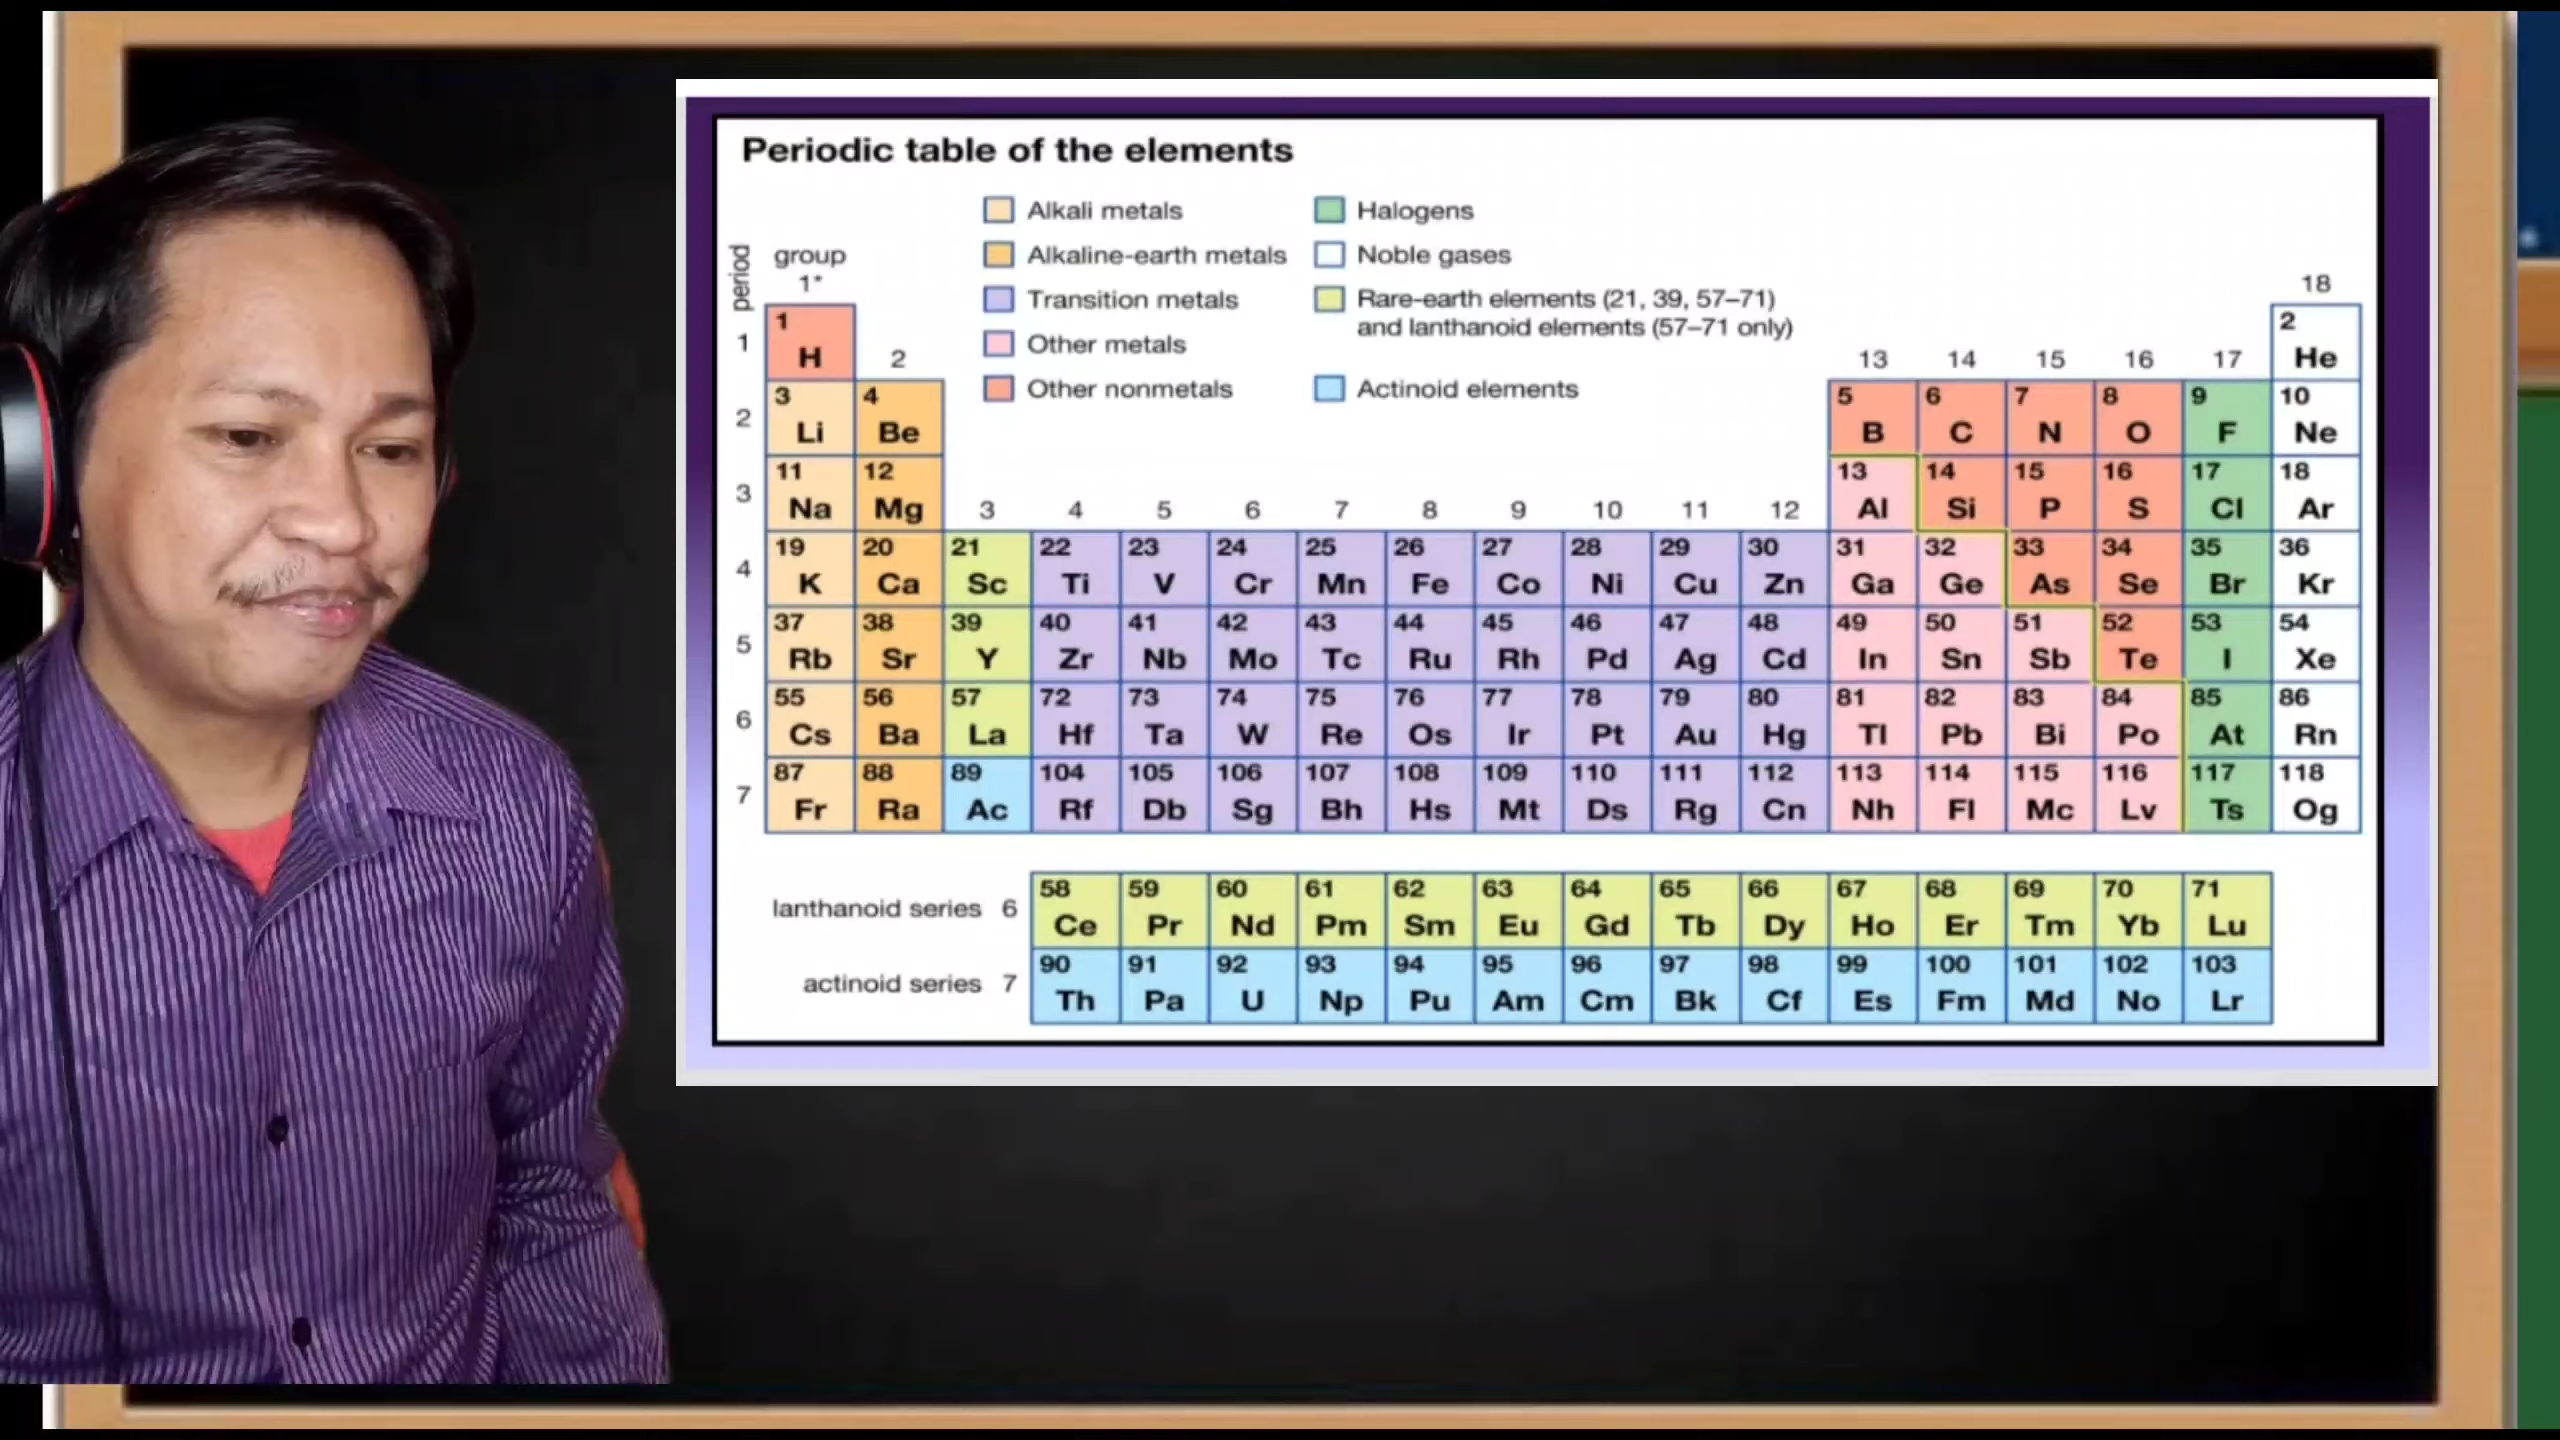 Periodic table of the elements
Alkali metals
Halogens
period
group
Alkaline-earth metals
Noble gases
1*
18
Transition metals
Rare-earth elements (21, 39, 57–71)
and lanthanoid elements (57–71 only)
1 2
1 H He
Other metals
2 13 14 15 16 17
Other nonmetals
Actinoid elements
3 4 5 6 7 8 9 10
2 Li Be B C N O F Ne
11 12 13 14 15 16 17 18
3 Na Mg 3 4 5 6 7 8 9 10 11 12 Al Si P S Cl Ar
19 20 21 22 23 24 25 26 27 28 29 30 31 32 33 34 35 36
4 K Ca Sc Ti V Cr Mn Fe Co Ni Cu Zn Ga Ge As Se Br Kr
37 38 39 40 41 42 43 44 45 46 47 48 49 50 51 52 53 54
5 Rb Sr Y Zr Nb Mo Tc Ru Rh Pd Ag Cd In Sn Sb Te I Xe
55 56 57 72 73 74 75 76 77 78 79 80 81 82 83 84 85 86
6 Cs Ba La Hf Ta W Re Os Ir Pt Au Hg Tl Pb Bi Po At Rn
87 88 89 104 105 106 107 108 109 110 111 112 113 114 115 116 117 118
7 Fr Ra Ac Rf Db Sg Bh Hs Mt Ds Rg Cn Nh Fl Mc Lv Ts Og
58 59 60 61 62 63 64 65 66 67 68 69 70 71
lanthanoid series 6 Ce Pr Nd Pm Sm Eu Gd Tb Dy Ho Er Tm Yb Lu
90 91 92 93 94 95 96 97 98 99 100 101 102 103
actinoid series 7 Th Pa U Np Pu Am Cm Bk Cf Es Fm Md No Lr